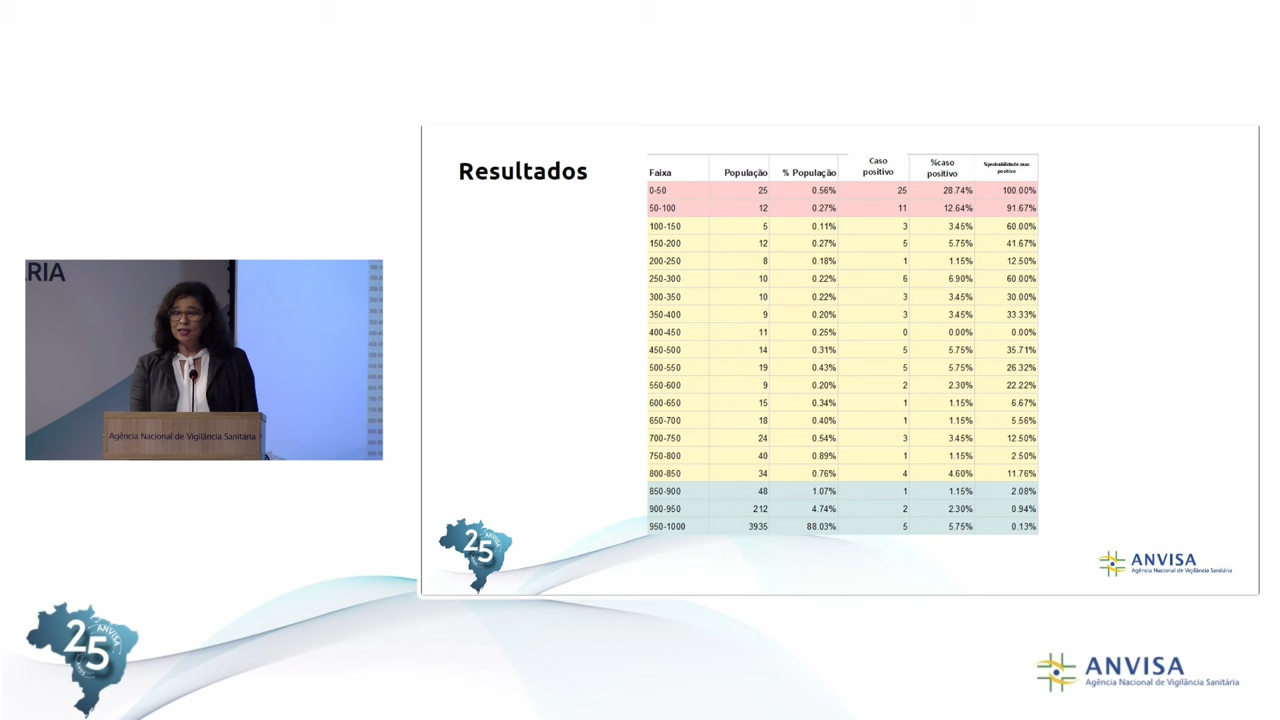 Resultados
Faixa População % População Caso positivo %caso positivo %probabilidade caso positivo
0-50 25 0.56% 25 28.74% 100.00%
50-100 12 0.27% 11 12.64% 91.67%
100-150 5 0.11% 3 3.45% 60.00%
150-200 12 0.27% 5 5.75% 41.67%
200-250 8 0.18% 1 1.15% 12.50%
250-300 10 0.22% 6 6.90% 60.00%
300-350 10 0.22% 3 3.45% 30.00%
350-400 9 0.20% 3 3.45% 33.33%
400-450 11 0.25% 0 0.00% 0.00%
450-500 14 0.31% 5 5.75% 35.71%
500-550 19 0.43% 5 5.75% 26.32%
550-600 9 0.20% 2 2.30% 22.22%
600-650 15 0.34% 1 1.15% 6.67%
650-700 18 0.40% 1 1.15% 5.56%
700-750 24 0.54% 3 3.45% 12.50%
750-800 40 0.89% 1 1.15% 2.50%
800-850 34 0.76% 4 4.60% 11.76%
850-900 48 1.07% 1 1.15% 2.08%
900-950 212 4.74% 2 2.30% 0.94%
950-1000 3935 88.03% 5 5.75% 0.13%
25
ANVISA
Agência Nacional de Vigilância Sanitária
ÁRIA
Agência Nacional de Vigilância Sanitária
25
ANVISA
ANOS
ANVISA
Agência Nacional de Vigilância Sanitária